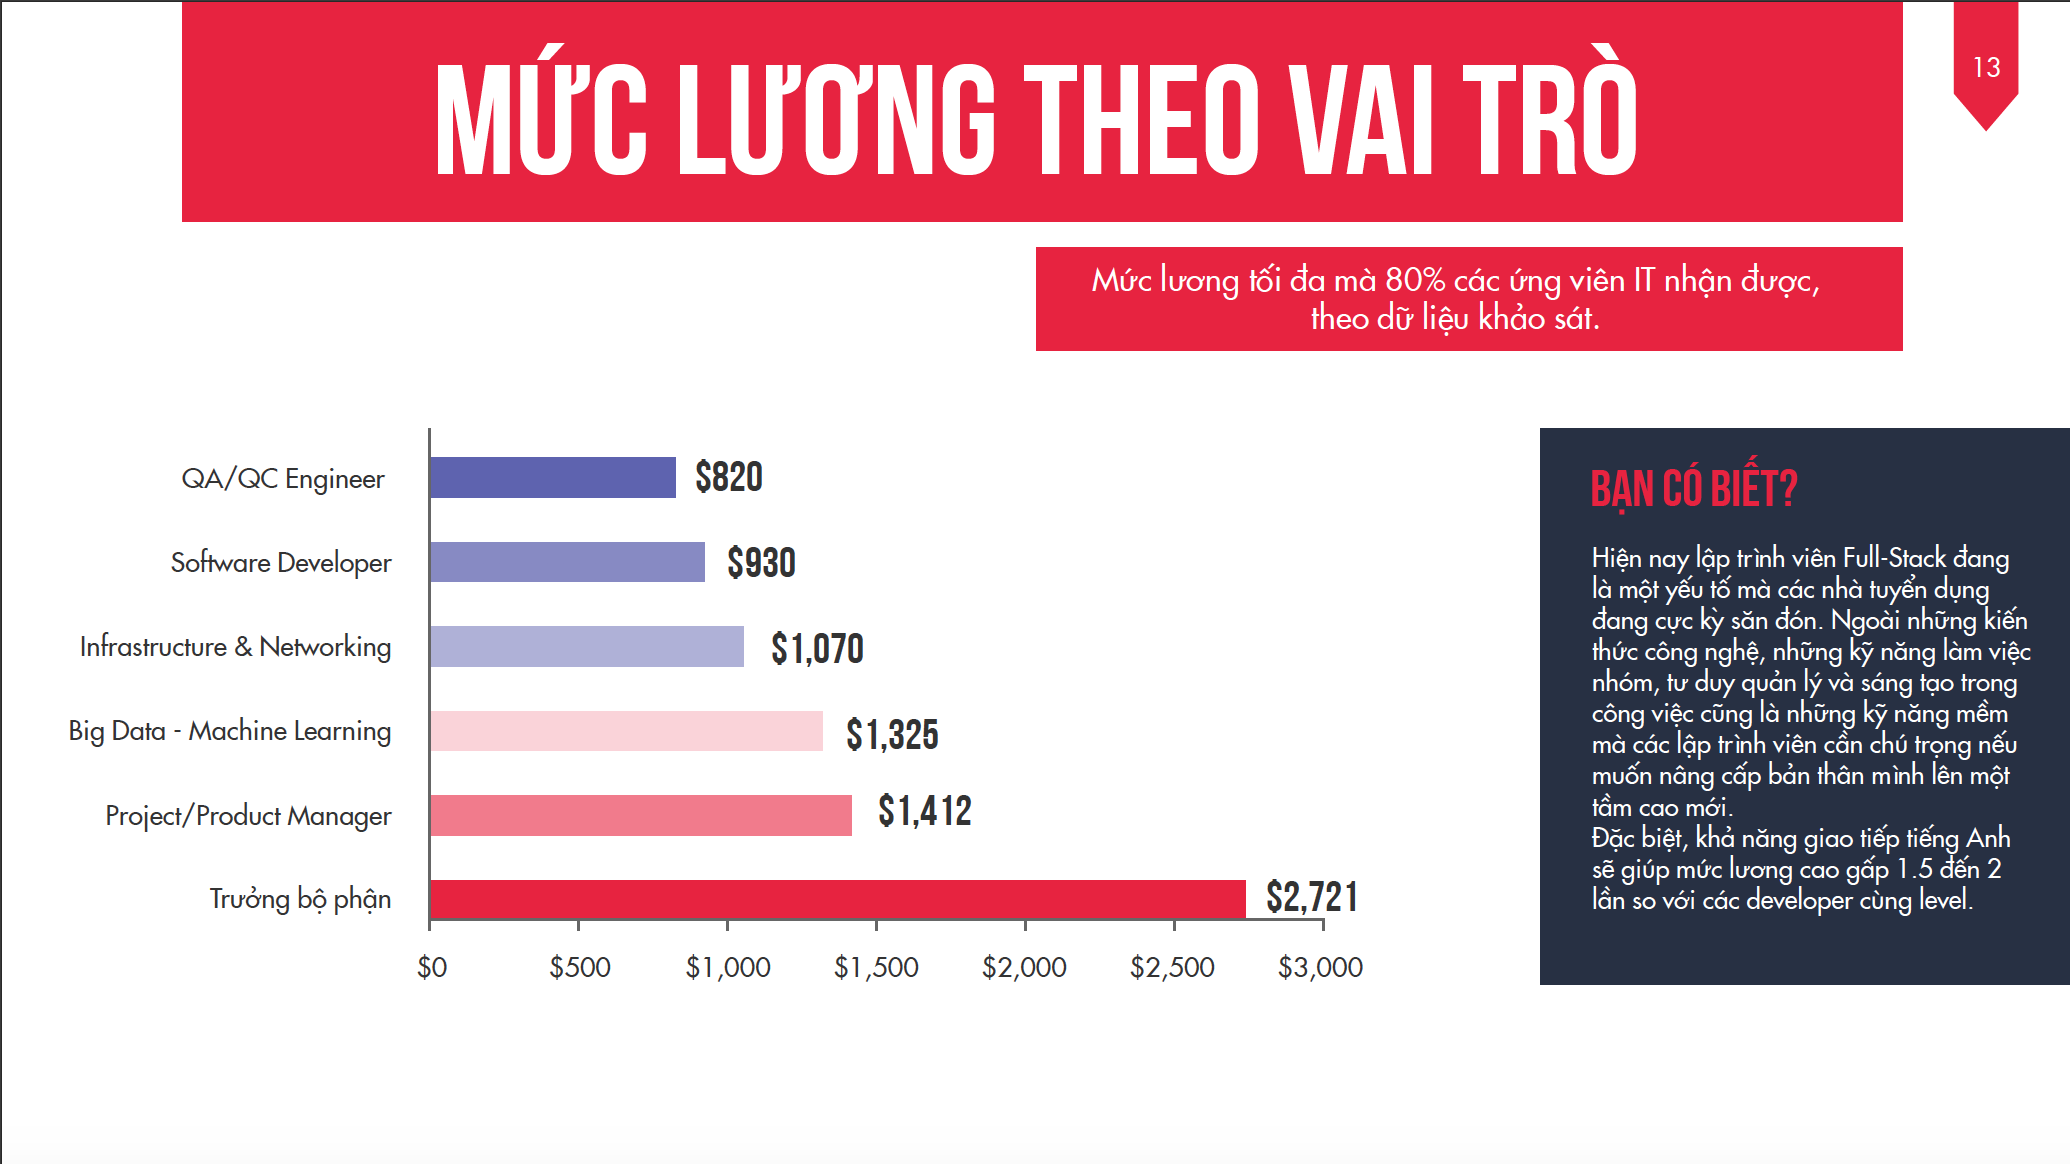 MỨC LƯƠNG THEO VAI TRÒ
13
Mức lương tối đa mà 80% các ứng viên IT nhận được,
theo dữ liệu khảo sát.
QA/QC Engineer $820
Software Developer $930
Infrastructure & Networking $1,070
Big Data - Machine Learning $1,325
Project/Product Manager $1,412
Trưởng bộ phận $2,721
$0 $500 $1,000 $1,500 $2,000 $2,500 $3,000
BẠN CÓ BIẾT?
Hiện nay lập trình viên Full-Stack đang
là một yếu tố mà các nhà tuyển dụng
đang cực kỳ săn đón. Ngoài những kiến
thức công nghệ, những kỹ năng làm việc
nhóm, tư duy quản lý và sáng tạo trong
công việc cũng là những kỹ năng mềm
mà các lập trình viên cần chú trọng nếu
muốn nâng cấp bản thân mình lên một
tầm cao mới.
Đặc biệt, khả năng giao tiếp tiếng Anh
sẽ giúp mức lương cao gấp 1.5 đến 2
lần so với các developer cùng level.